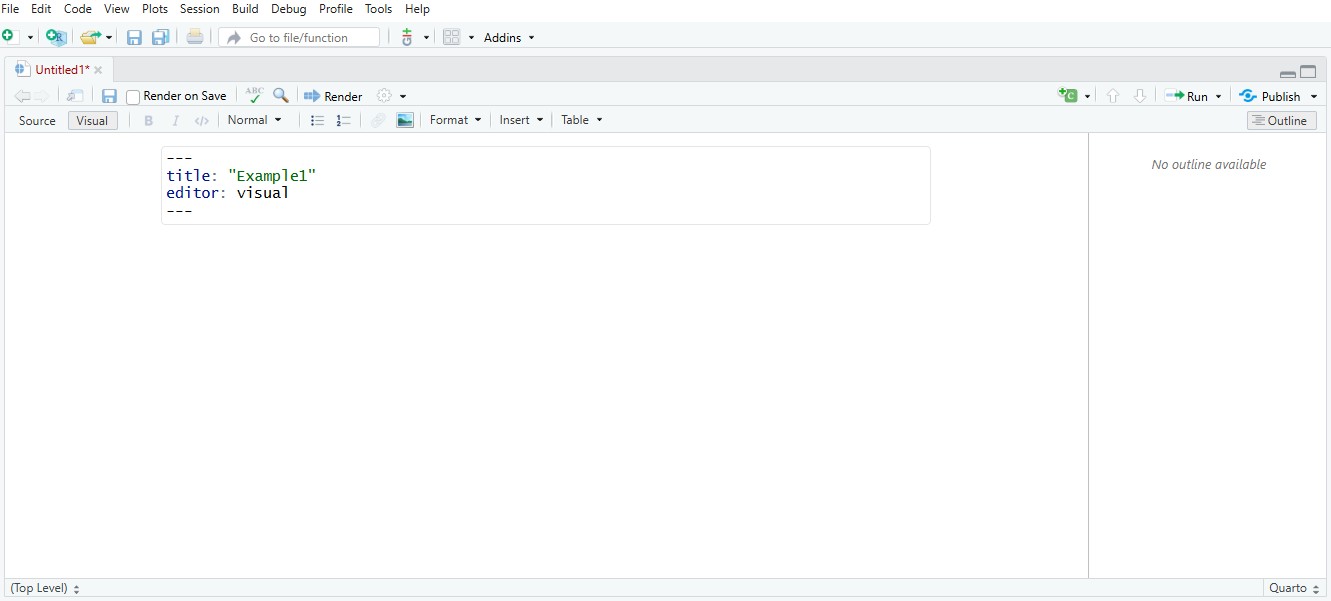 File Edit Code View Plots Session Build Debug Profile Tools Help
R Go to file/function Addins
Untitled1*
Render on Save ABC Render C Run Publish
Source Visual B I </> Normal Format Insert Table Outline
---
No outline available
title: "Example1"
editor: visual
---
(Top Level) Quarto